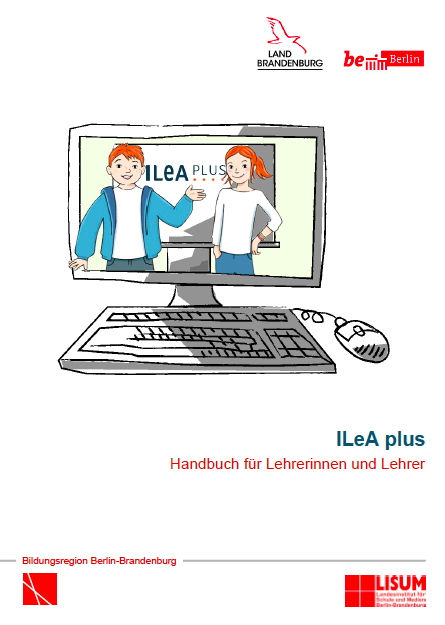 LAND
BRANDENBURG
be Berlin
ILeA PLUS
ILeA plus
Handbuch für Lehrerinnen und Lehrer
Bildungsregion Berlin-Brandenburg
LISUM
Landesinstitut für
Schule und Medien
Berlin-Brandenburg